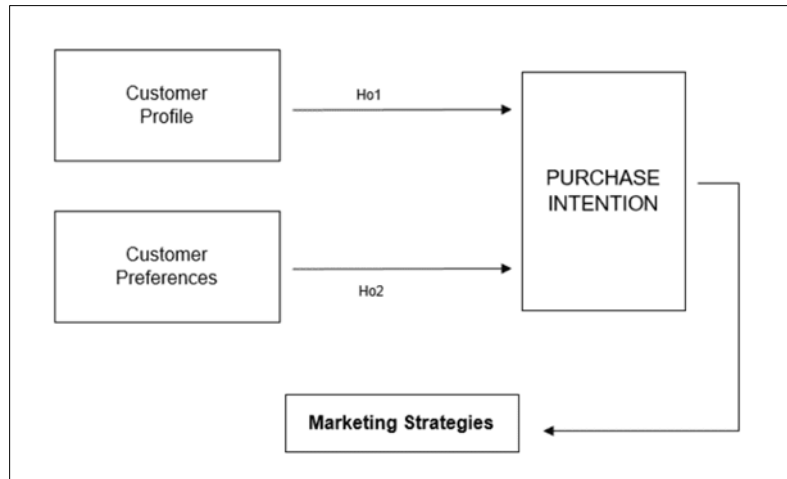 Customer
Profile
Ho1
PURCHASE
INTENTION
Customer
Preferences
Ho2
Marketing Strategies